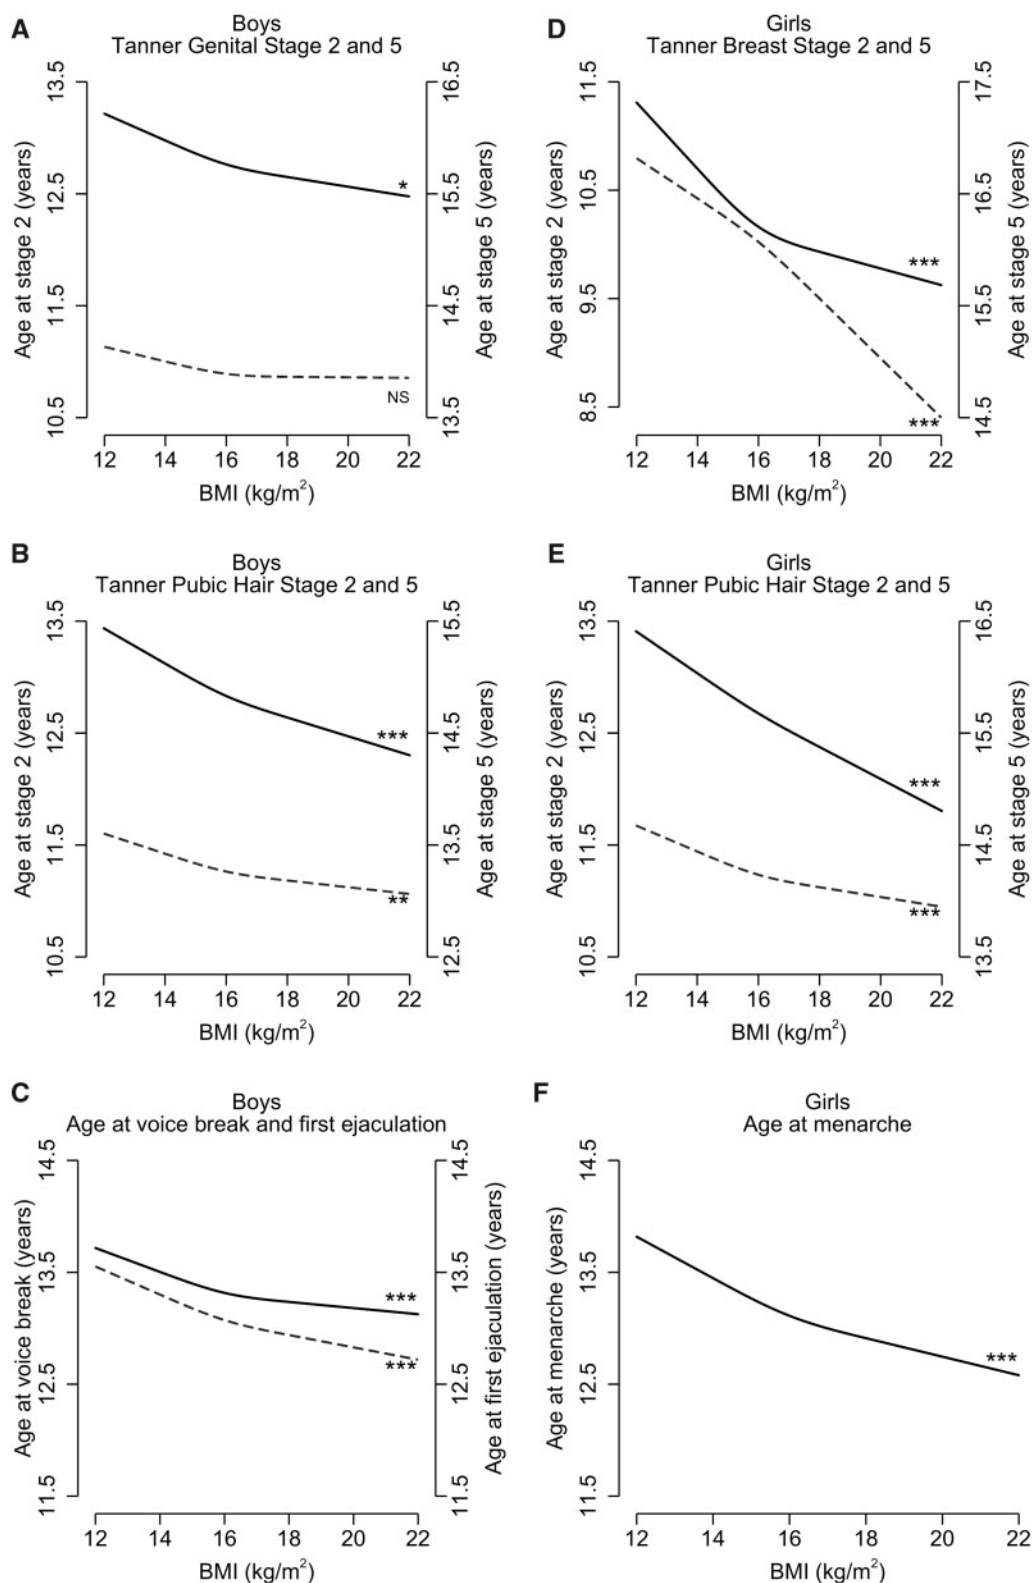 A
Boys
Tanner Genital Stage 2 and 5
Age at stage 2 (years)
13.5
12.5
11.5
10.5
Age at stage 5 (years)
16.5
15.5
14.5
13.5
*
NS
12 14 16 18 20 22
BMI (kg/m²)
D
Girls
Tanner Breast Stage 2 and 5
Age at stage 2 (years)
11.5
10.5
9.5
8.5
Age at stage 5 (years)
17.5
16.5
15.5
14.5
***
***
12 14 16 18 20 22
BMI (kg/m²)
B
Boys
Tanner Pubic Hair Stage 2 and 5
Age at stage 2 (years)
13.5
12.5
11.5
10.5
Age at stage 5 (years)
15.5
14.5
13.5
12.5
***
**
12 14 16 18 20 22
BMI (kg/m²)
E
Girls
Tanner Pubic Hair Stage 2 and 5
Age at stage 2 (years)
13.5
12.5
11.5
10.5
Age at stage 5 (years)
16.5
15.5
14.5
13.5
***
***
12 14 16 18 20 22
BMI (kg/m²)
C
Boys
Age at voice break and first ejaculation
Age at voice break (years)
14.5
13.5
12.5
11.5
Age at first ejaculation (years)
14.5
13.5
12.5
11.5
***
***
12 14 16 18 20 22
BMI (kg/m²)
F
Girls
Age at menarche
Age at menarche (years)
14.5
13.5
12.5
11.5
***
12 14 16 18 20 22
BMI (kg/m²)